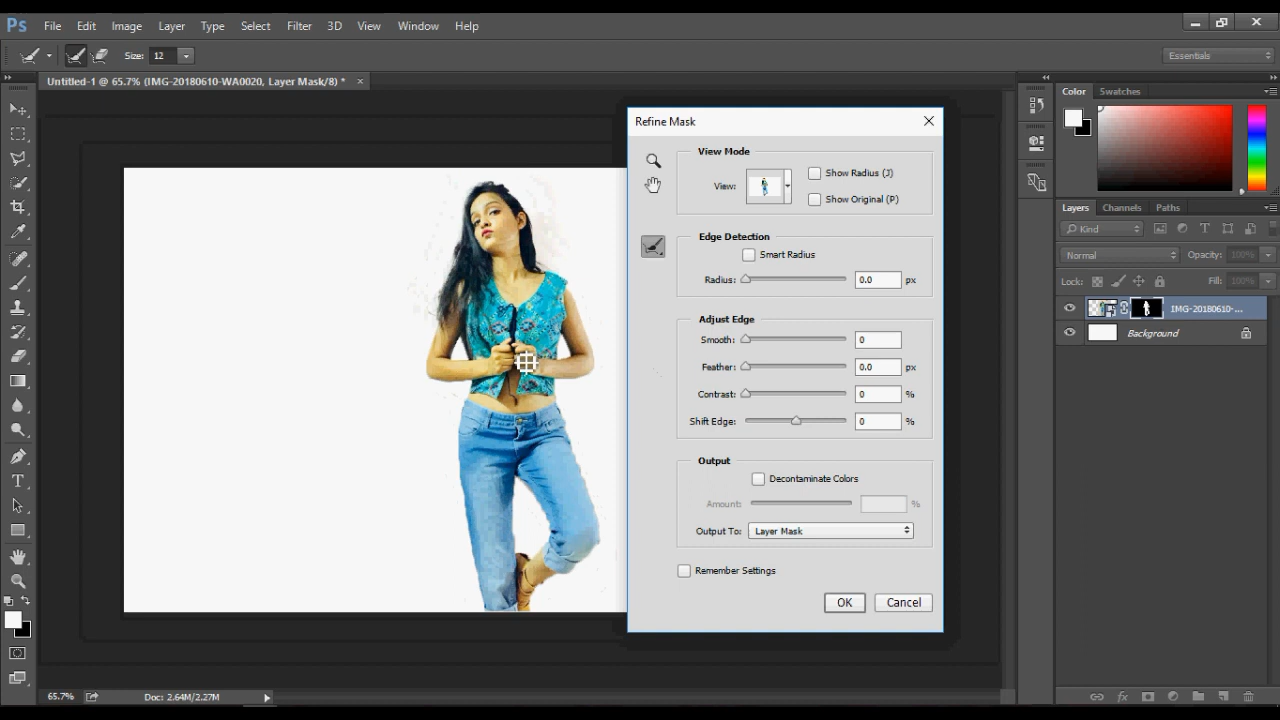 Ps File Edit Image Layer Type Select Filter 3D View Window Help
Size: 12 Essentials
Untitled-1 @ 65.7% (IMG-20180610-WA0020, Layer Mask/8) * ×
Refine Mask
View Mode
View: Show Radius (J)
Show Original (P)
Edge Detection
Smart Radius
Radius: 0.0 px
Adjust Edge
Smooth: 0
Feather: 0.0 px
Contrast: 0 %
Shift Edge: 0 %
Output
Decontaminate Colors
Amount: %
Output To: Layer Mask
Remember Settings
OK Cancel
Color Swatches
Layers Channels Paths
Kind
Normal Opacity: 100%
Lock: Fill: 100%
IMG-20180610-...
Background
65.7% Doc: 2.64M/2.27M